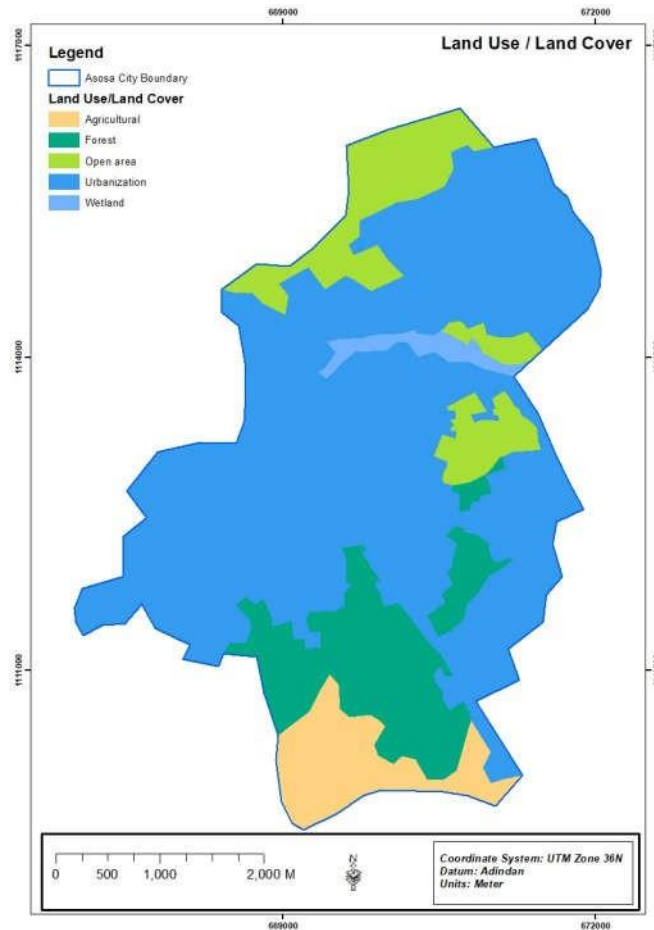 669000 672000
Land Use / Land Cover
Legend
Asosa City Boundary
Land Use/Land Cover
Agricultural
Forest
Open area
Urbanization
Wetland
1117000
1114000
1111000
0 500 1,000 2,000 M
Coordinate System: UTM Zone 36N
Datum: Adindan
Units: Meter
669000 672000